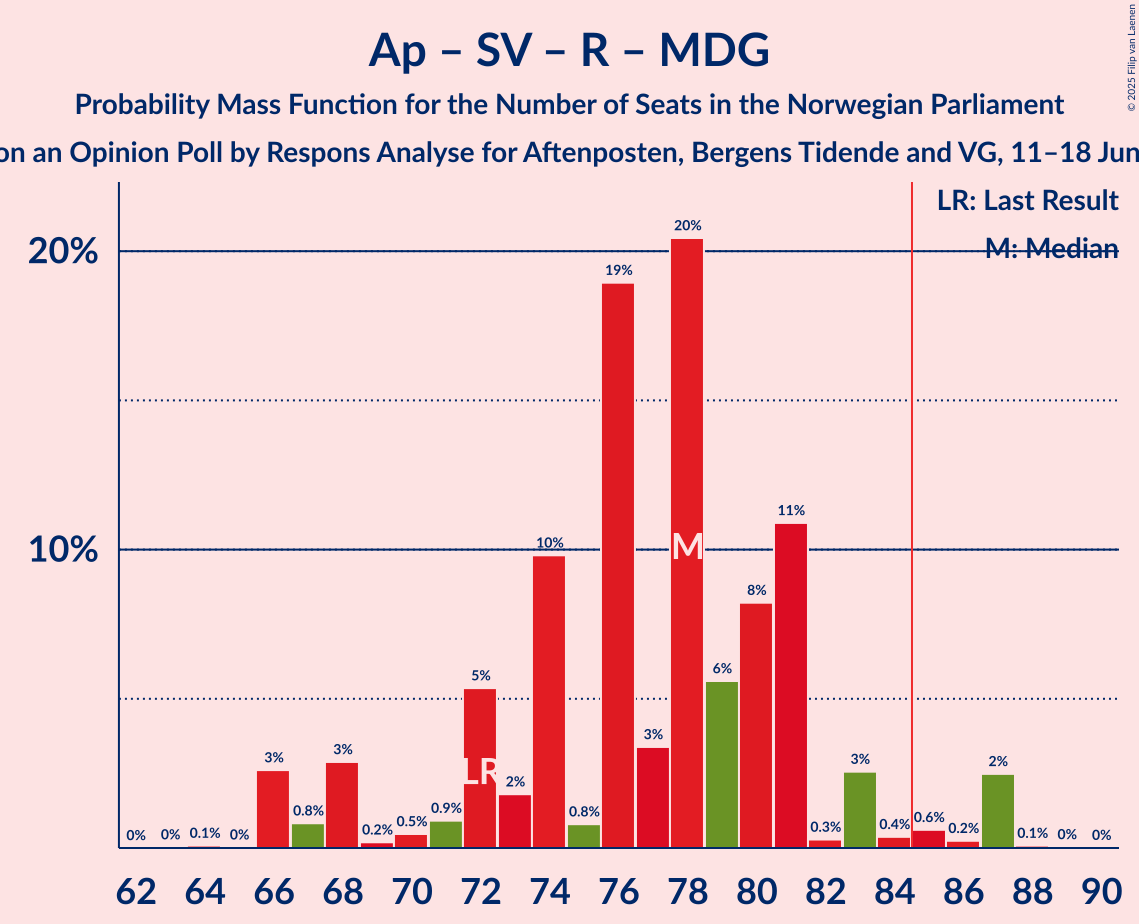 Ap – SV – R – MDG
Probability Mass Function for the Number of Seats in the Norwegian Parliament
on an Opinion Poll by Respons Analyse for Aftenposten, Bergens Tidende and VG, 11–18 Jun
© 2025 Filip van Laenen
LR: Last Result
M: Median
20%
10%
0% 0% 0.1% 0% 3% 0.8% 3% 0.2% 0.5% 0.9% 5% 2% 10% 0.8% 19% 3% 20% 6% 8% 11% 0.3% 3% 0.4% 0.6% 0.2% 2% 0.1% 0% 0%
LR
M
62 64 66 68 70 72 74 76 78 80 82 84 86 88 90